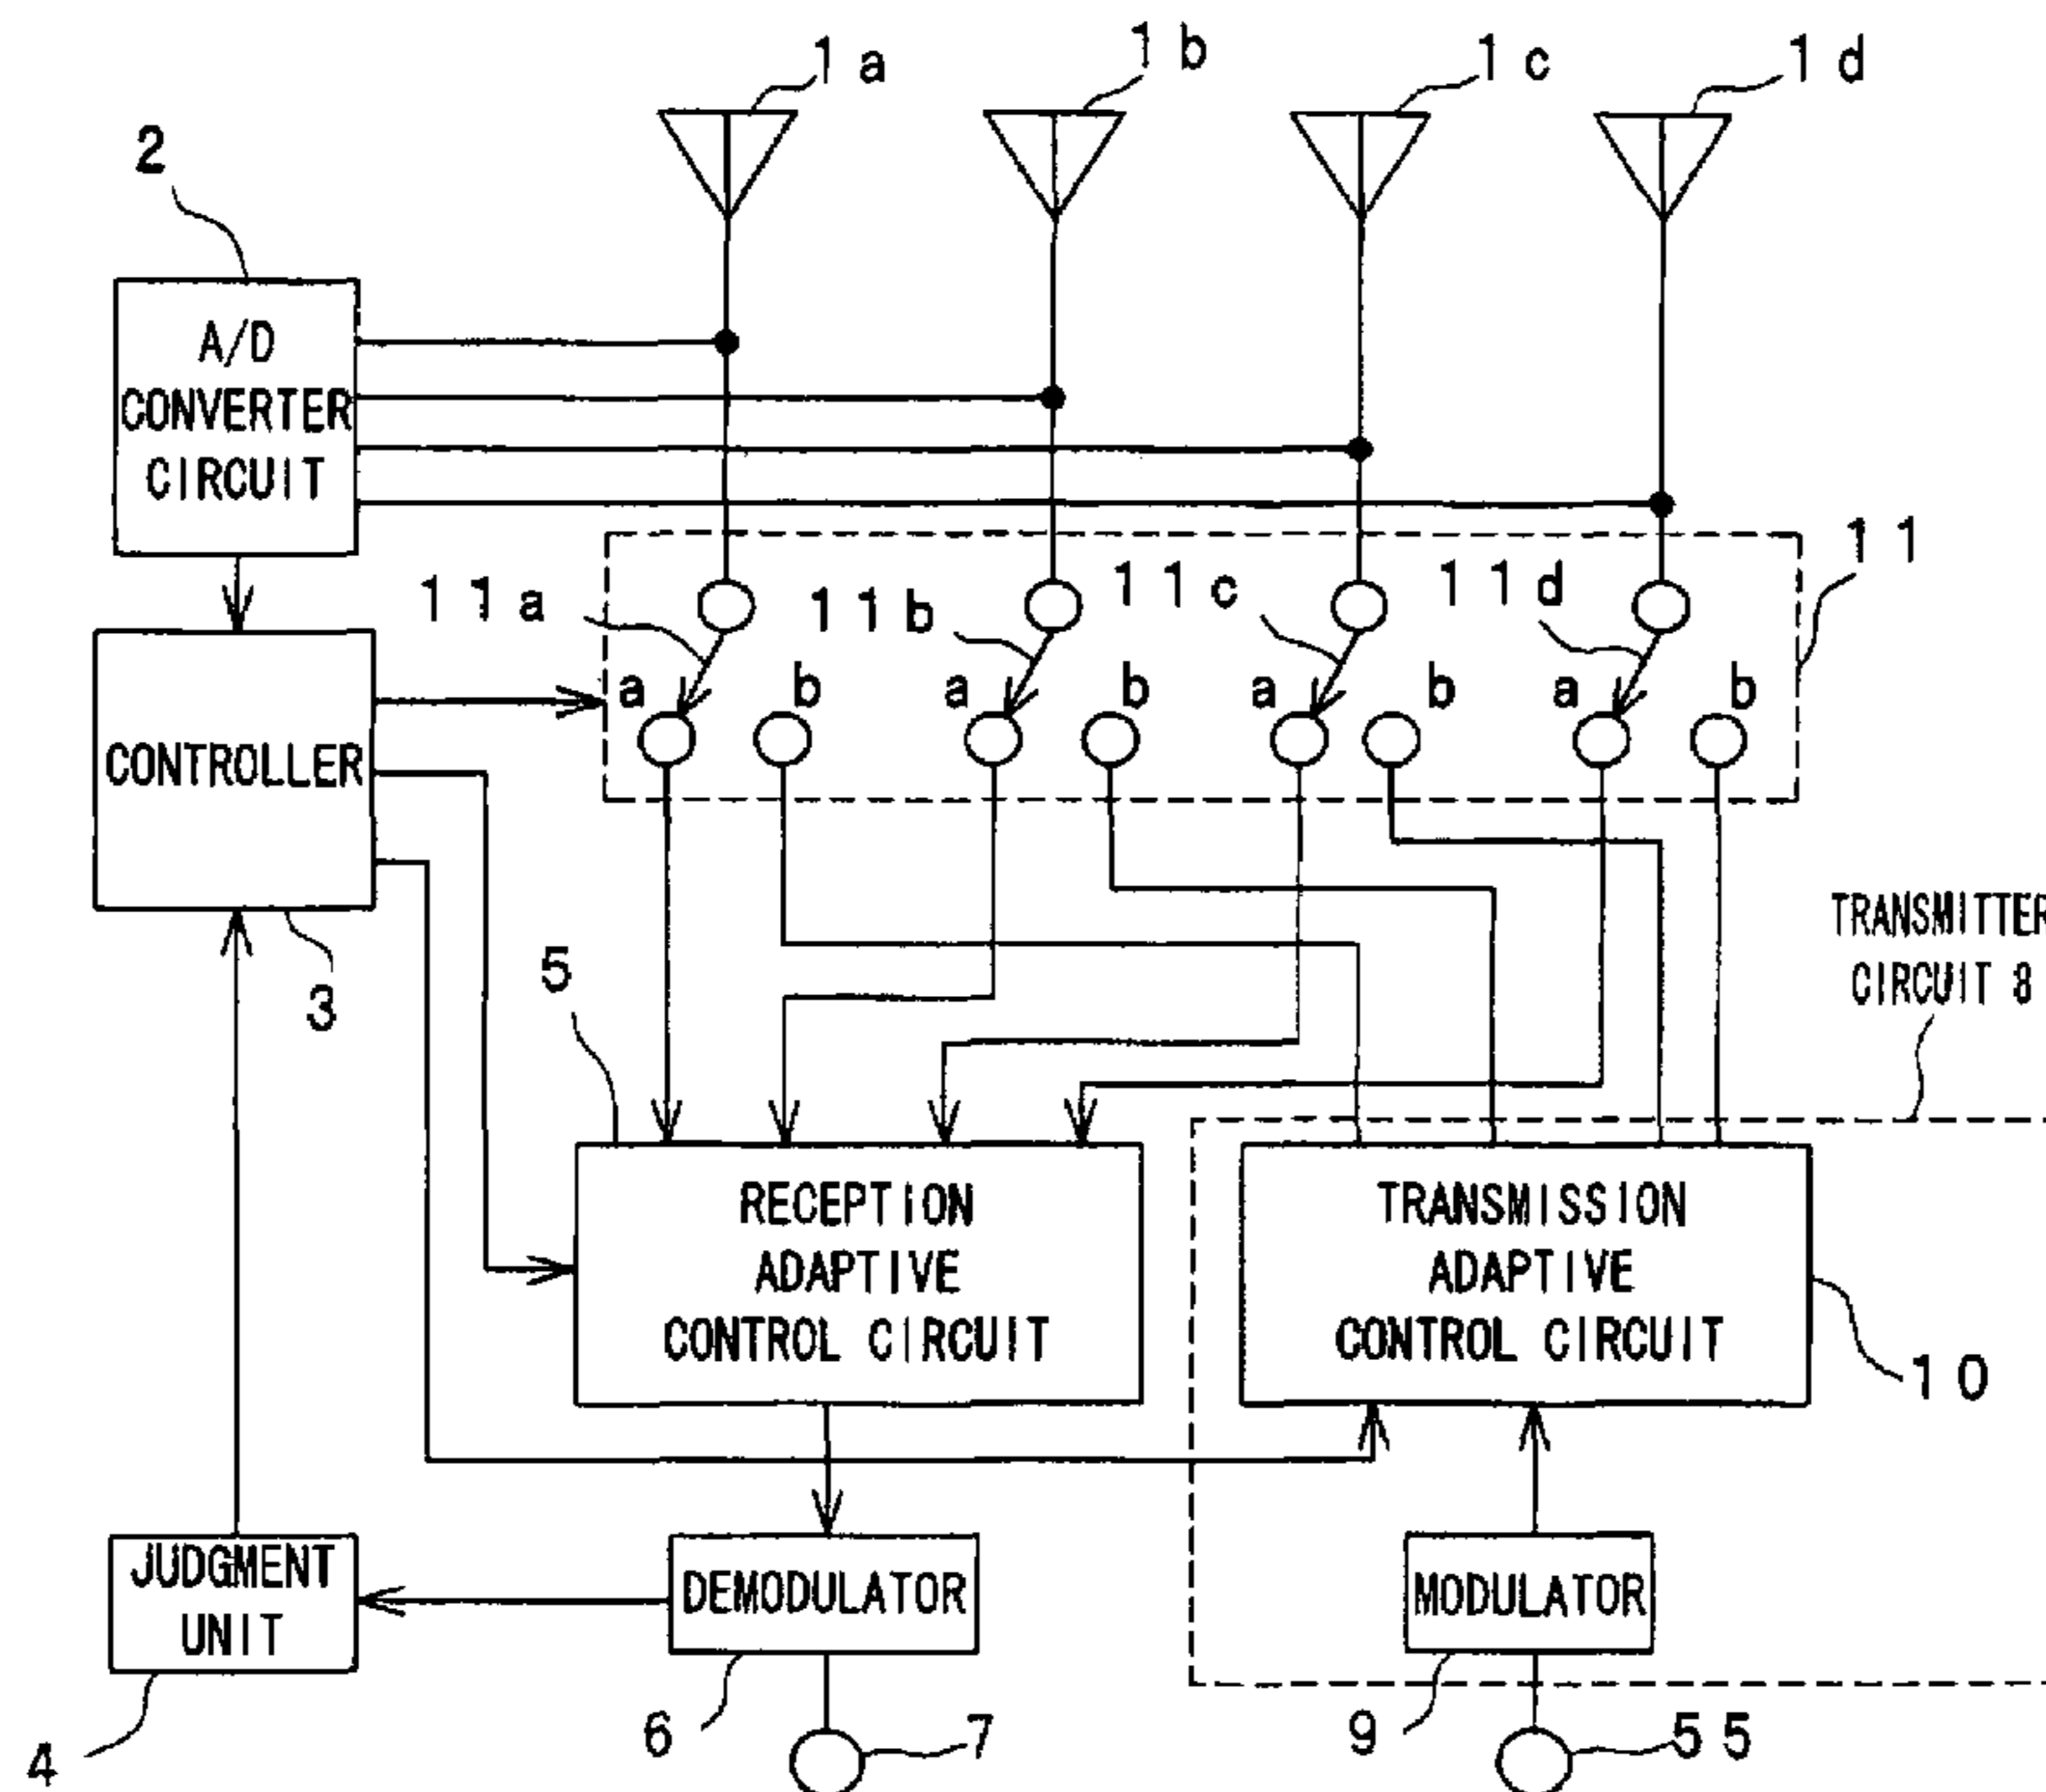 1a
1b
1c
1d
2
A/D
CONVERTER
CIRCUIT
11
11a
11b
11c
11d
a
b
a
b
a
b
a
b
CONTROLLER
3
TRANSMITTER
CIRCUIT 8
5
RECEPTION
ADAPTIVE
CONTROL CIRCUIT
TRANSMISSION
ADAPTIVE
CONTROL CIRCUIT
10
JUDGMENT
UNIT
DEMODULATOR
MODULATOR
4
6
7
9
55